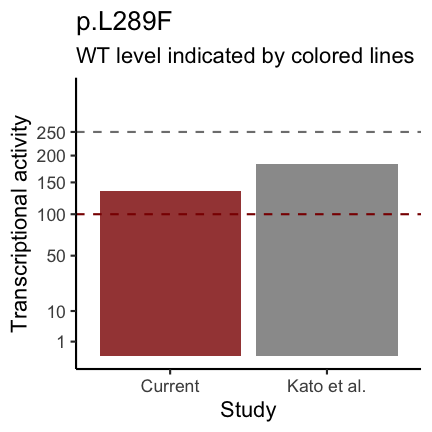 p.L289F
WT level indicated by colored lines
Transcriptional activity
250
200
150
100
50
10
1
Current
Kato et al.
Study